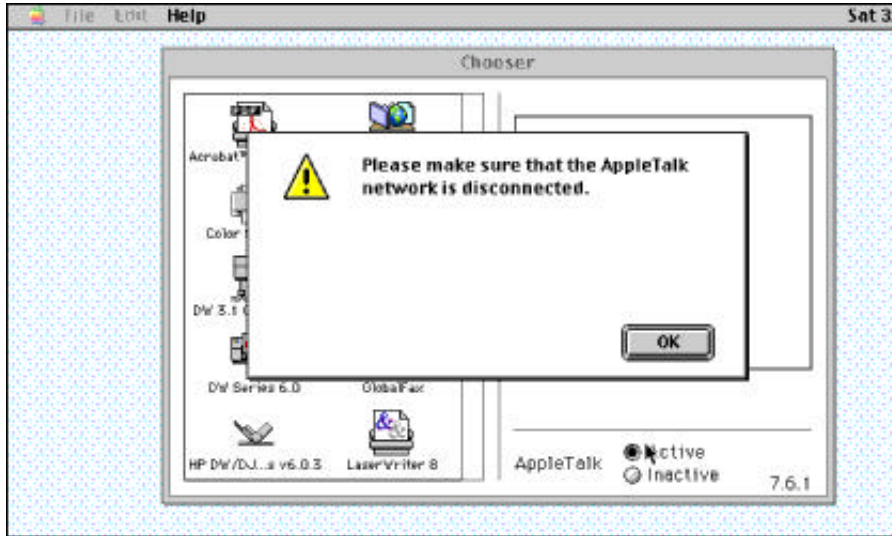 File Edit Help Sat 3
Chooser
Acrobat™
Please make sure that the AppleTalk
network is disconnected.
Color
DW 3.1
OK
DW Series 6.0 GlobalFax
HP DW/DJ...s v6.0.3 LaserWriter 8
AppleTalk
Active
Inactive
7.6.1